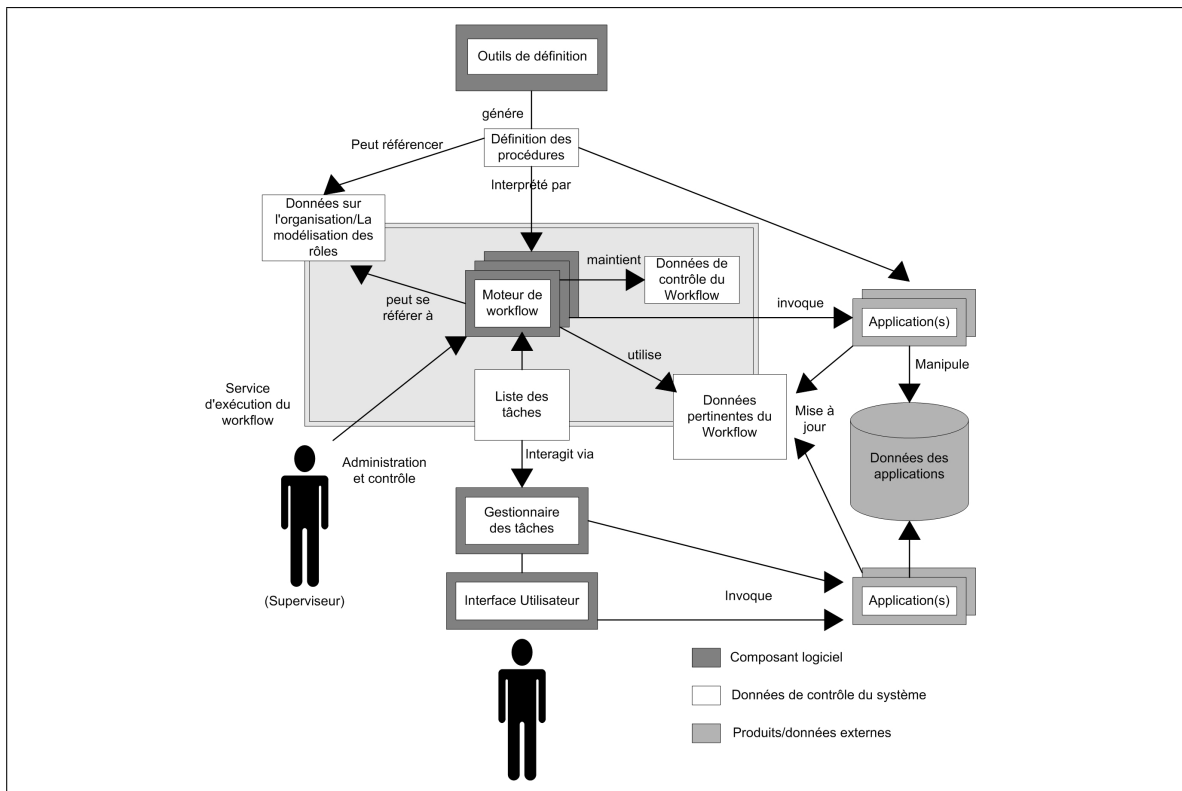 Outils de définition
génére
Définition des
procédures
Peut référencer
Interprété par
Données sur
l'organisation/La
modélisation des
rôles
maintient
Données de
contrôle du
Workflow
Moteur de
workflow
peut se
référer à
invoque
Application(s)
utilise
Manipule
Service
d'exécution du
workflow
Liste des
tâches
Données
pertinentes du
Workflow
Mise à
jour
Données des
applications
Interagit via
Administration
et contrôle
Gestionnaire
des tâches
(Superviseur)
Interface Utilisateur
Invoque
Application(s)
Composant logiciel
Données de contrôle du système
Produits/données externes